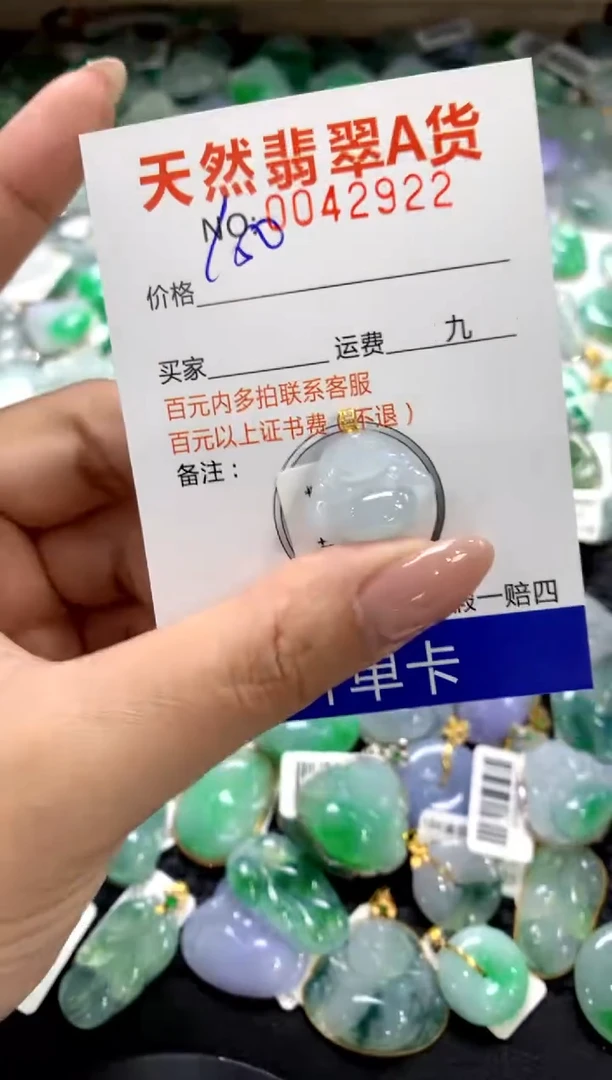 天然翡翠A货
NO:0042922
180
价格
买家 运费 九
百元内多拍联系客服
百元以上证书费(不退)
备注：
假一赔四
单卡